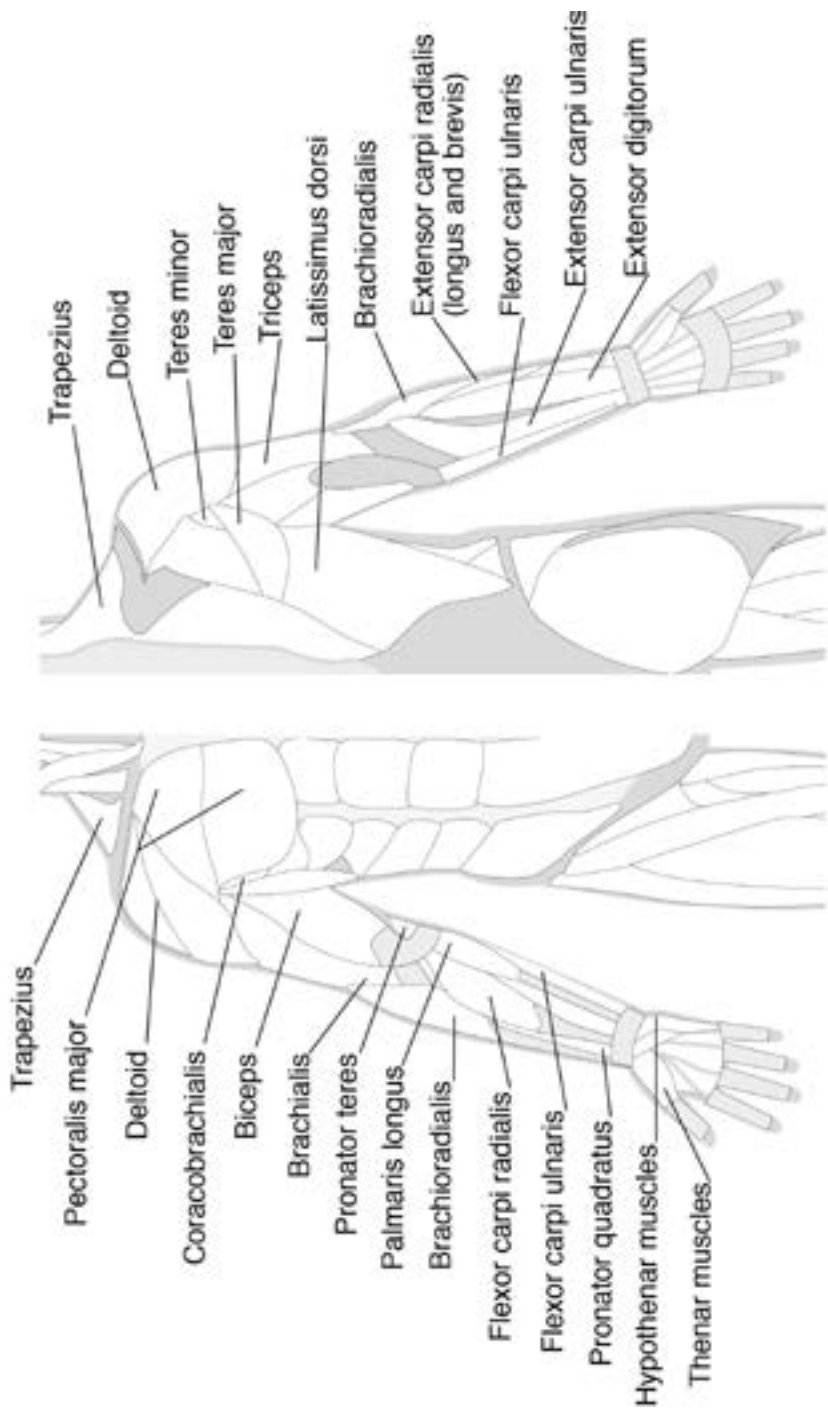 Trapezius
Pectoralis major
Deltoid
Coracobrachialis
Biceps
Brachialis
Pronator teres
Palmaris longus
Brachioradialis
Flexor carpi radialis
Flexor carpi ulnaris
Pronator quadratus
Hypothenar muscles
Thenar muscles
Trapezius
Deltoid
Teres minor
Teres major
Triceps
Latissimus dorsi
Brachioradialis
Extensor carpi radialis
(longus and brevis)
Flexor carpi ulnaris
Extensor carpi ulnaris
Extensor digitorum